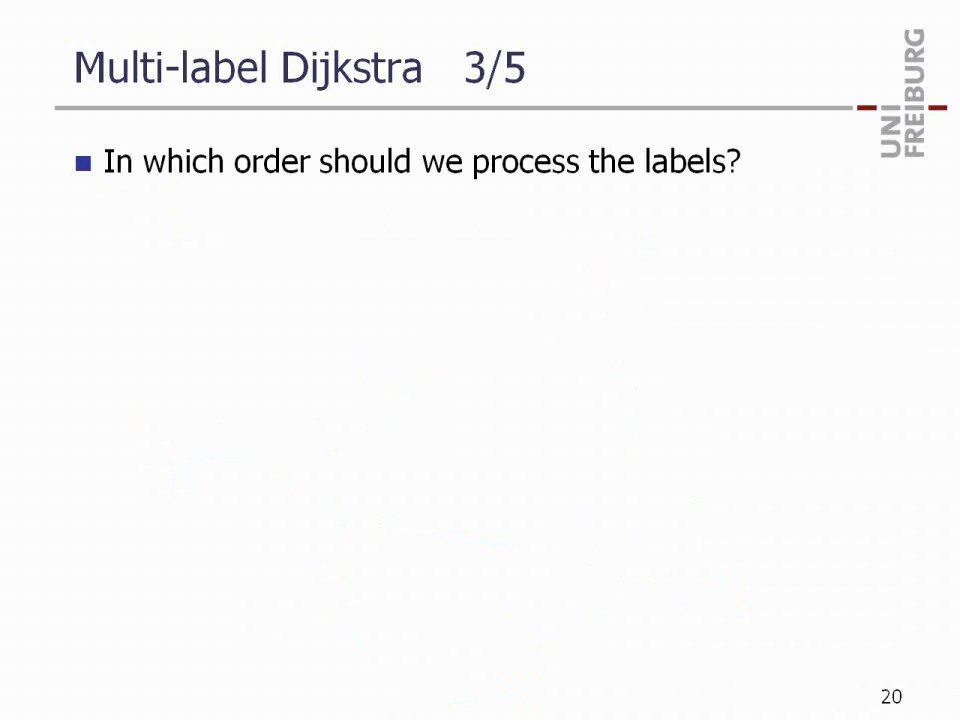 Multi-label Dijkstra 3/5
UNI
FREIBURG
In which order should we process the labels?
20